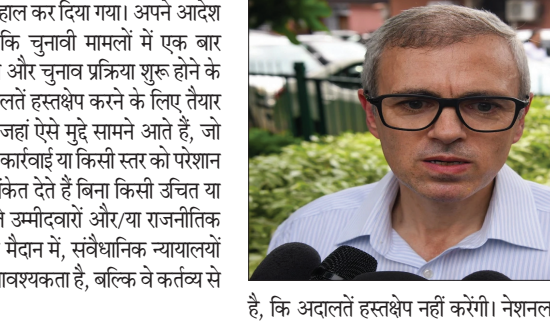 हाल कर दिया गया। अपने आदेश
कि चुनावी मामलों में एक बार
और चुनाव प्रक्रिया शुरू होने के
लतें हस्तक्षेप करने के लिए तैयार
जहां ऐसे मुद्दे सामने आते हैं, जो
कार्रवाई या किसी स्तर को परेशान
केत देते हैं बिना किसी उचित या
उम्मीदवारों और/या राजनीतिक
मैदान में, संवैधानिक न्यायालयों
वश्यकता है, बल्कि वे कर्तव्य से
है, कि अदालतें हस्तक्षेप नहीं करेंगी। नेशनल